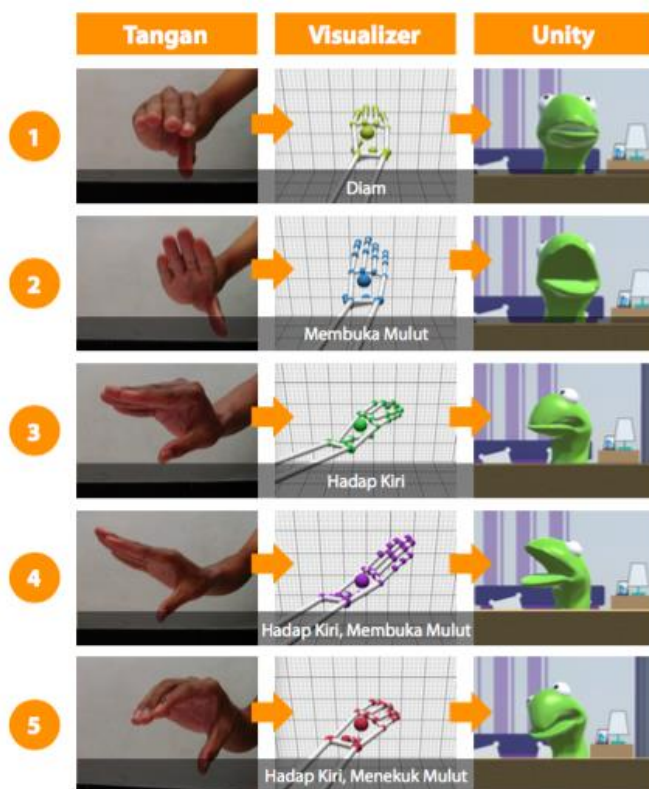 Tangan
Visualizer
Unity
1
Diam
2
Membuka Mulut
3
Hadap Kiri
4
Hadap Kiri, Membuka Mulut
5
Hadap Kiri, Menekuk Mulut